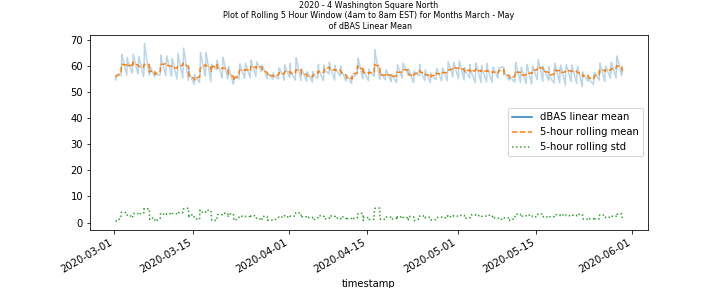 2020 - 4 Washington Square North
Plot of Rolling 5 Hour Window (4am to 8am EST) for Months March - May
of dBAS Linear Mean
70
60
50
40
30
20
10
0
dBAS linear mean
5-hour rolling mean
5-hour rolling std
2020-03-01
2020-03-15
2020-04-01
2020-04-15
2020-05-01
2020-05-15
2020-06-01
timestamp